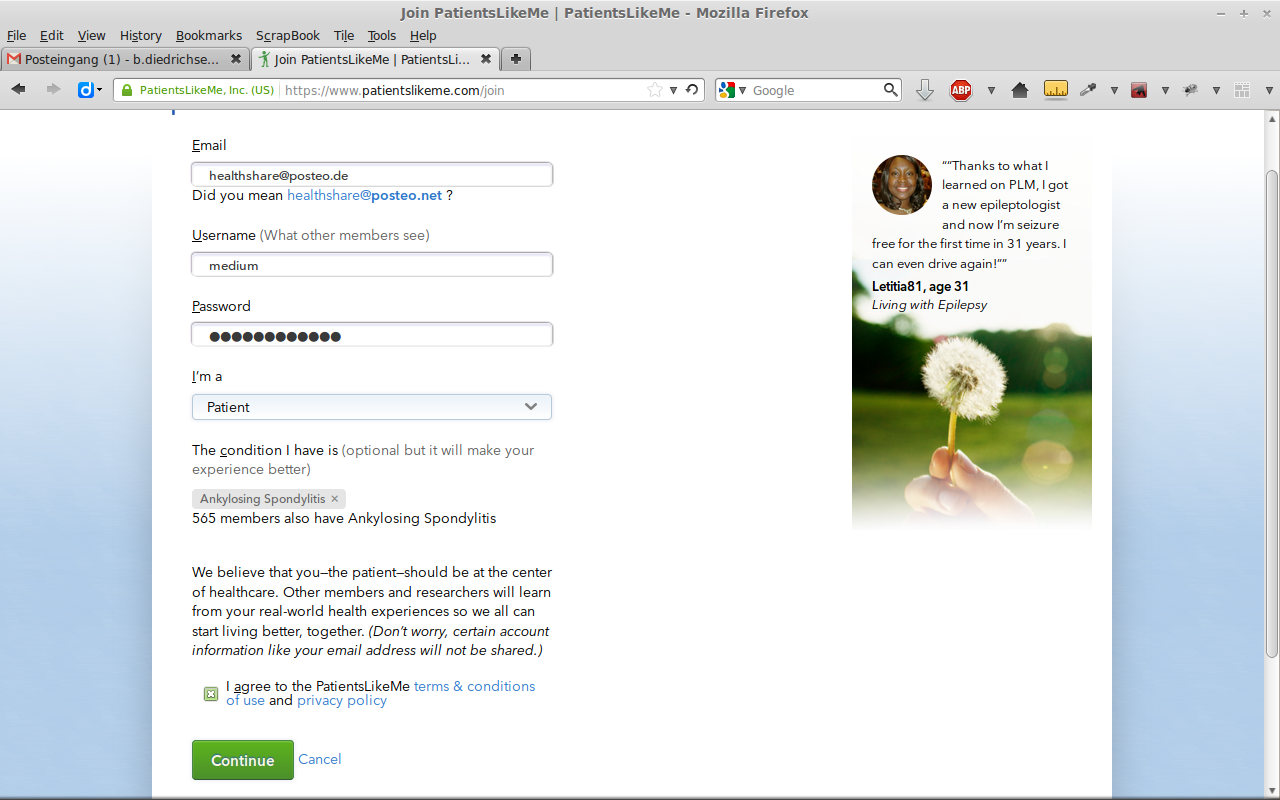 Join PatientsLikeMe | PatientsLikeMe - Mozilla Firefox
File Edit View History Bookmarks ScrapBook Tile Tools Help
Posteingang (1) - b.diedrichse... Join PatientsLikeMe | PatientsLi...
PatientsLikeMe, Inc. (US) https://www.patientslikeme.com/join Google ABP
Email
healthshare@posteo.de
Did you mean healthshare@posteo.net ?
Username (What other members see)
medium
Password
I'm a
Patient
The condition I have is (optional but it will make your
experience better)
Ankylosing Spondylitis ×
565 members also have Ankylosing Spondylitis
We believe that you—the patient—should be at the center
of healthcare. Other members and researchers will learn
from your real-world health experiences so we all can
start living better, together. (Don't worry, certain account
information like your email address will not be shared.)
I agree to the PatientsLikeMe terms & conditions
of use and privacy policy
Continue Cancel
““Thanks to what I
learned on PLM, I got
a new epileptologist
and now I'm seizure
free for the first time in 31 years. I
can even drive again!””
Letitia81, age 31
Living with Epilepsy